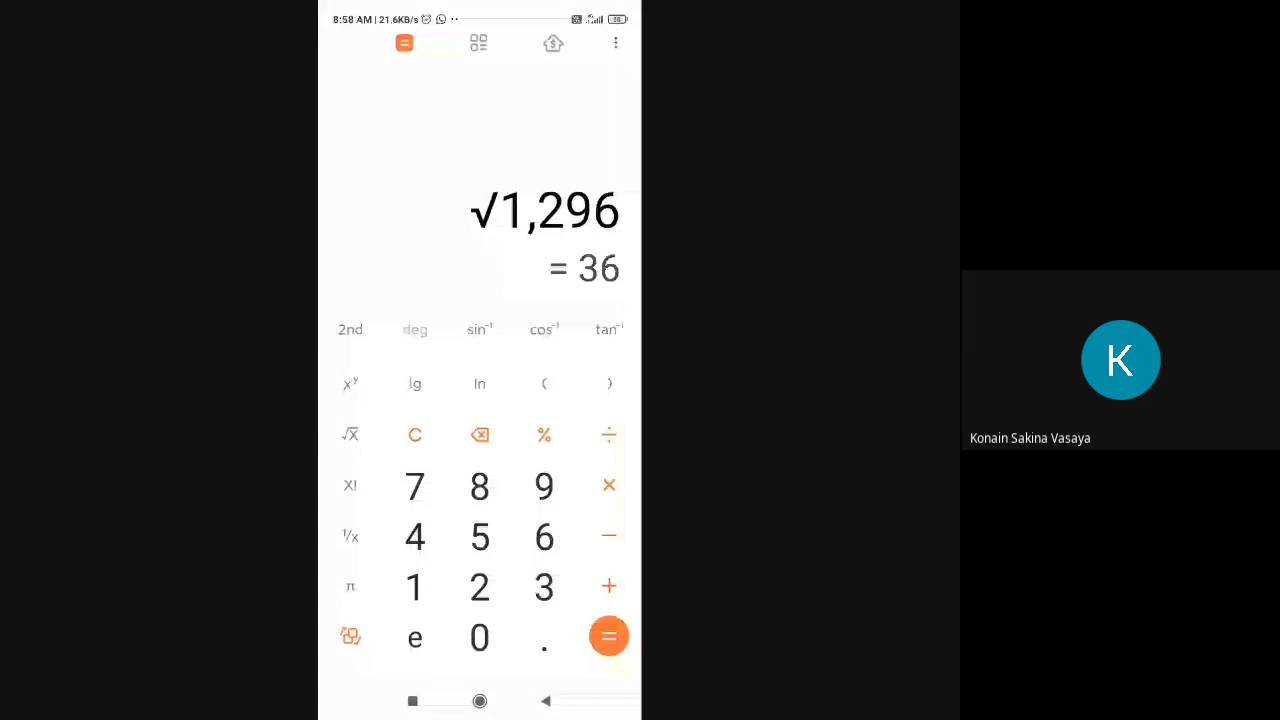 8:58 AM | 21.6KB/s
√1,296
= 36
2nd deg sin⁻¹ cos⁻¹ tan⁻¹
xʸ lg ln ( )
√x C % ÷
X! 7 8 9 ×
¹/x 4 5 6 −
π 1 2 3 +
e 0 . =
K
Konain Sakina Vasaya